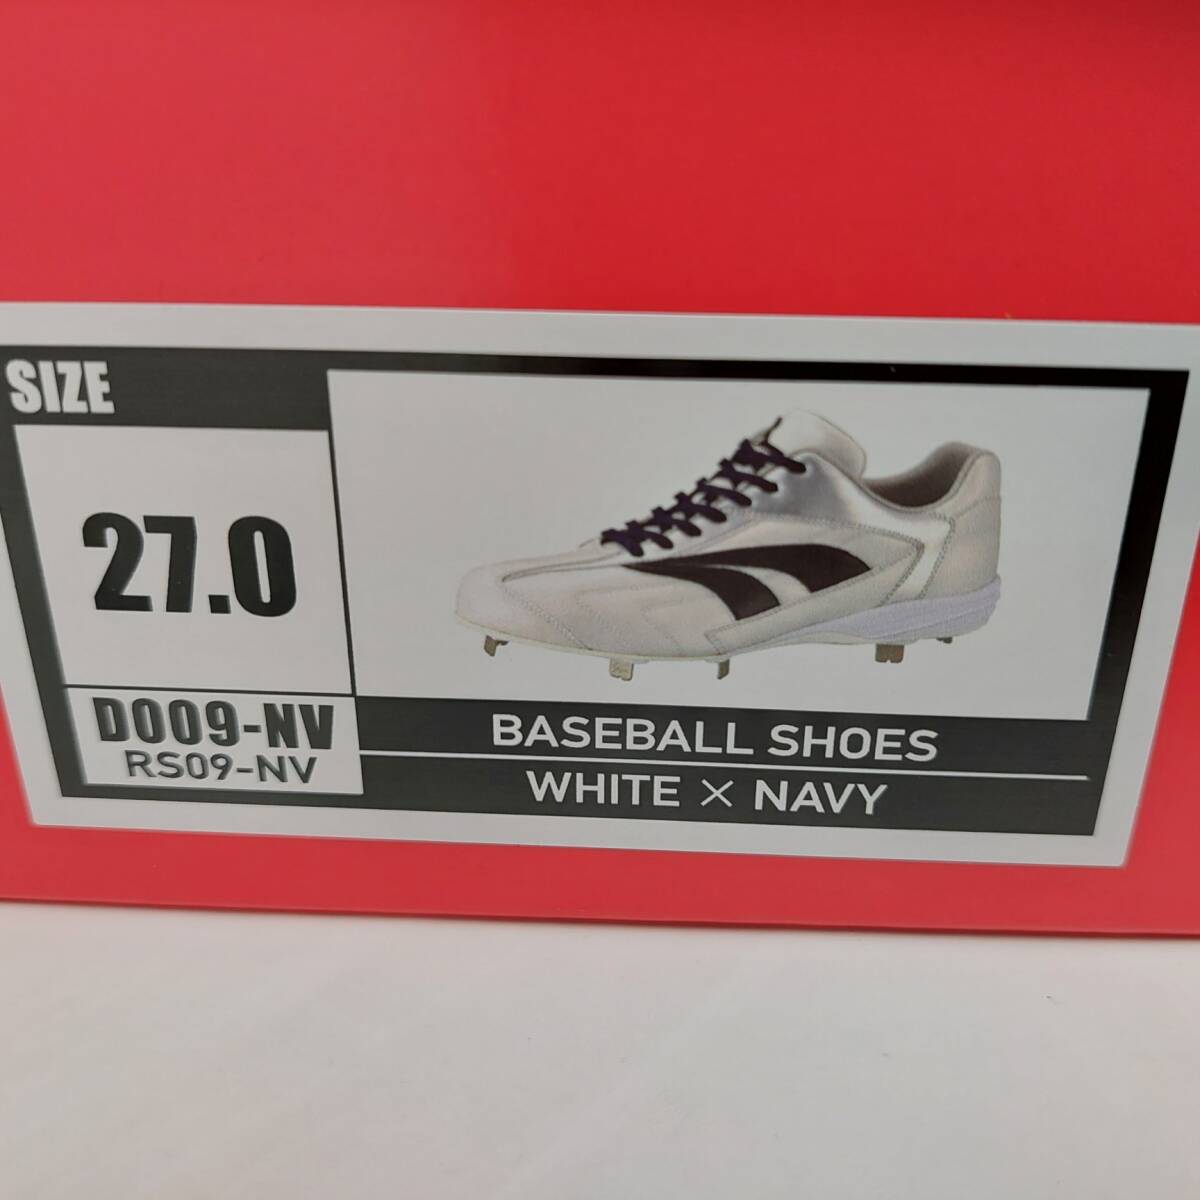 SIZE
27.0
D009-NV
RS09-NV
BASEBALL SHOES
WHITE × NAVY